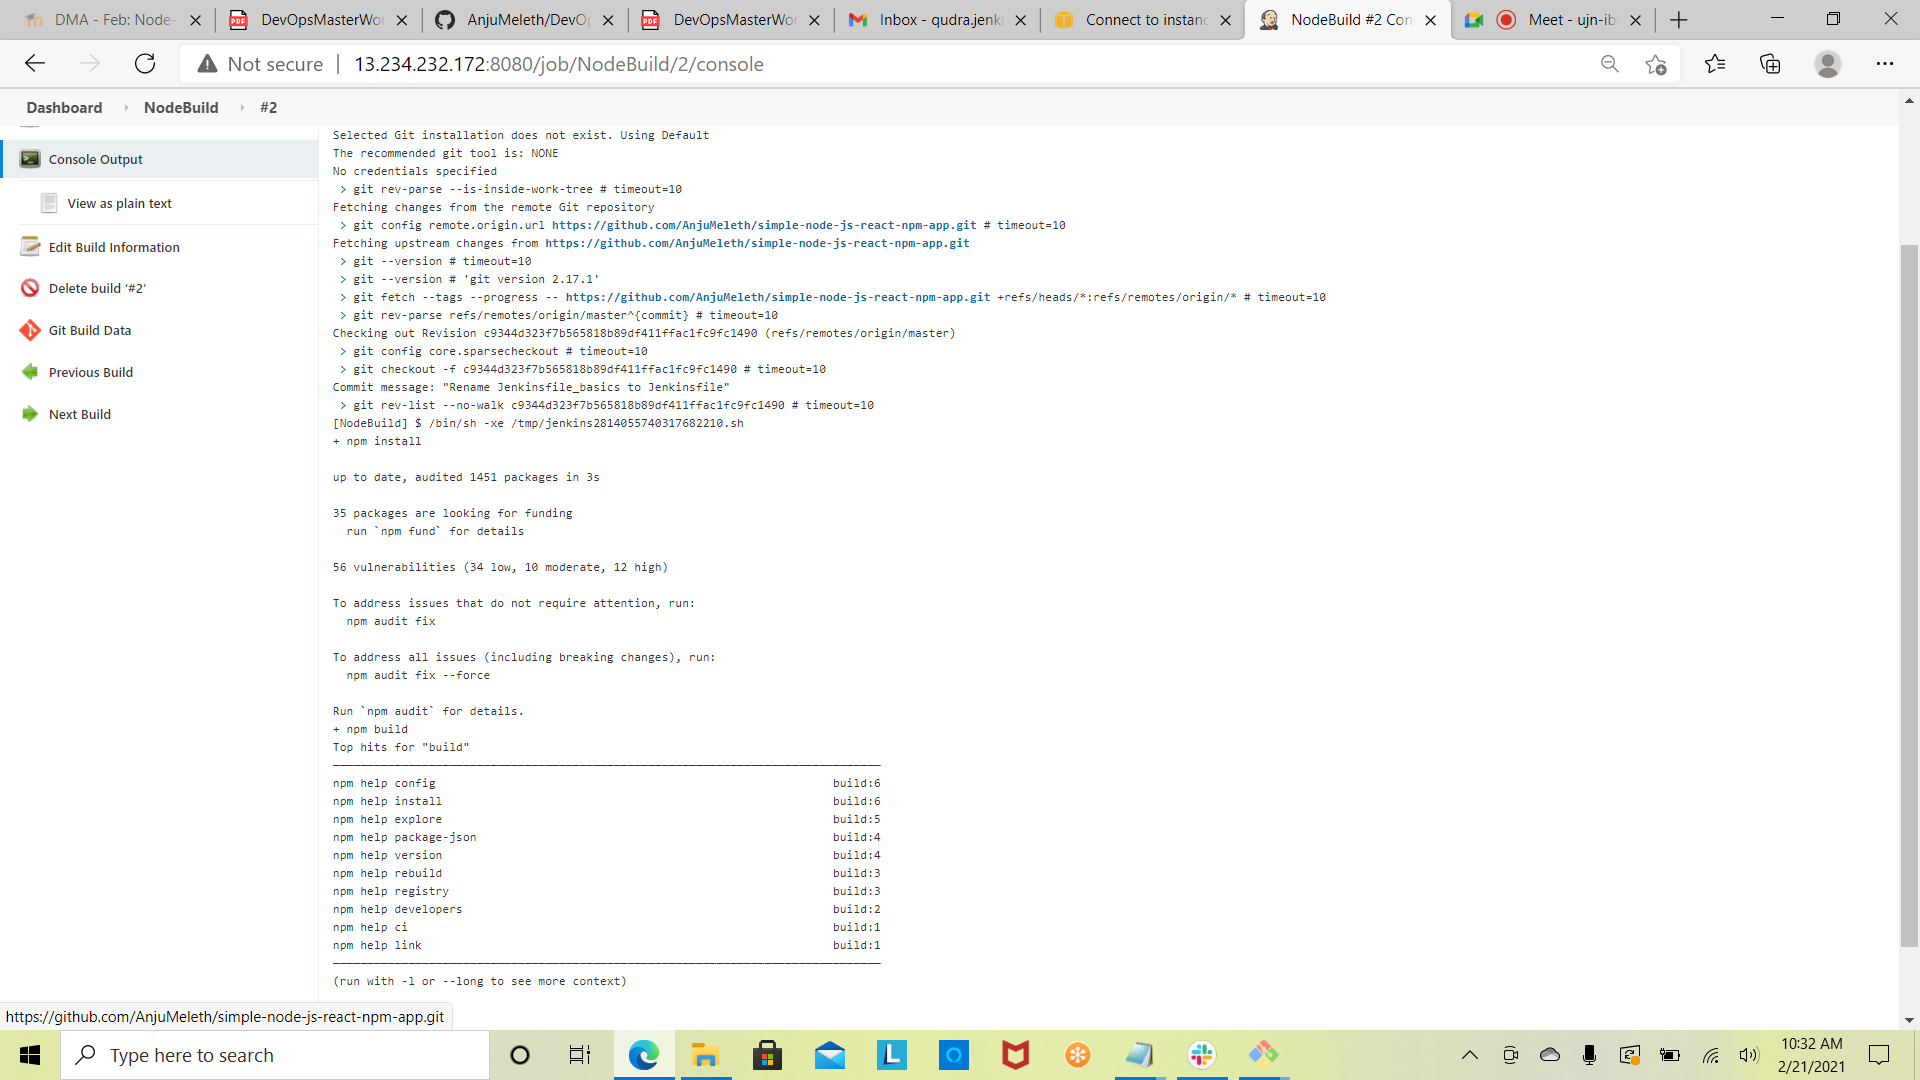 DMA - Feb: Node-
DevOpsMasterWo
AnjuMeleth/DevO
DevOpsMasterWo
Inbox - qudra.jenk
Connect to instanc
NodeBuild #2 Con
Meet - ujn-ib
Not secure | 13.234.232.172:8080/job/NodeBuild/2/console
Dashboard NodeBuild #2
Console Output
View as plain text
Edit Build Information
Delete build '#2'
Git Build Data
Previous Build
Next Build
Selected Git installation does not exist. Using Default
The recommended git tool is: NONE
No credentials specified
> git rev-parse --is-inside-work-tree # timeout=10
Fetching changes from the remote Git repository
> git config remote.origin.url https://github.com/AnjuMeleth/simple-node-js-react-npm-app.git # timeout=10
Fetching upstream changes from https://github.com/AnjuMeleth/simple-node-js-react-npm-app.git
> git --version # timeout=10
> git --version # 'git version 2.17.1'
> git fetch --tags --progress -- https://github.com/AnjuMeleth/simple-node-js-react-npm-app.git +refs/heads/*:refs/remotes/origin/* # timeout=10
> git rev-parse refs/remotes/origin/master^{commit} # timeout=10
Checking out Revision c9344d323f7b565818b89df411ffac1fc9fc1490 (refs/remotes/origin/master)
> git config core.sparsecheckout # timeout=10
> git checkout -f c9344d323f7b565818b89df411ffac1fc9fc1490 # timeout=10
Commit message: "Rename Jenkinsfile_basics to Jenkinsfile"
> git rev-list --no-walk c9344d323f7b565818b89df411ffac1fc9fc1490 # timeout=10
[NodeBuild] $ /bin/sh -xe /tmp/jenkins2814055740317682210.sh
+ npm install
up to date, audited 1451 packages in 3s
35 packages are looking for funding
run `npm fund` for details
56 vulnerabilities (34 low, 10 moderate, 12 high)
To address issues that do not require attention, run:
npm audit fix
To address all issues (including breaking changes), run:
npm audit fix --force
Run `npm audit` for details.
+ npm build
Top hits for "build"
npm help config build:6
npm help install build:6
npm help explore build:5
npm help package-json build:4
npm help version build:4
npm help rebuild build:3
npm help registry build:3
npm help developers build:2
npm help ci build:1
npm help link build:1
(run with -l or --long to see more context)
https://github.com/AnjuMeleth/simple-node-js-react-npm-app.git
Type here to search
10:32 AM
2/21/2021